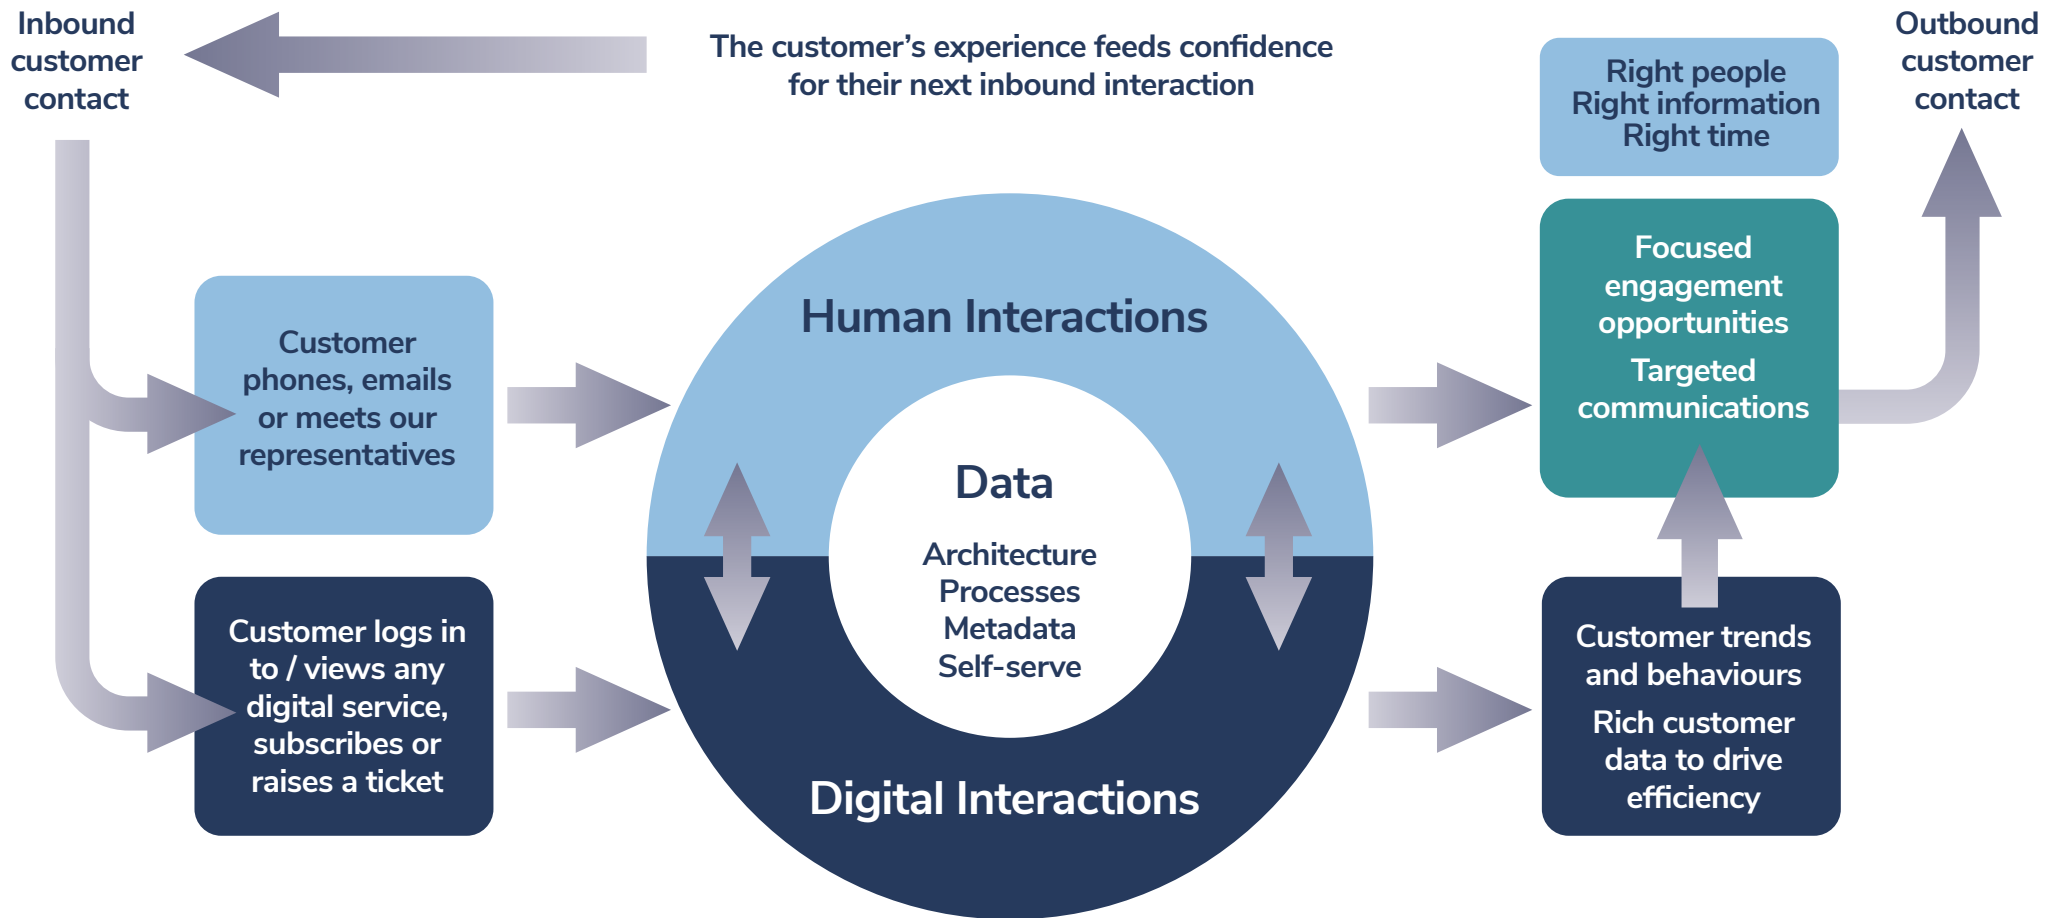 Inbound
customer
contact
The customer’s experience feeds confidence
for their next inbound interaction
Right people
Right information
Right time
Outbound
customer
contact
Customer
phones, emails
or meets our
representatives
Human Interactions
Focused
engagement
opportunities
Targeted
communications
Data
Architecture
Processes
Metadata
Self-serve
Customer logs in
to / views any
digital service,
subscribes or
raises a ticket
Digital Interactions
Customer trends
and behaviours
Rich customer
data to drive
efficiency